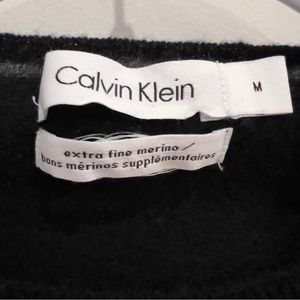 Calvin Klein
M
extra fine merino /
bons mérinos supplémentaires